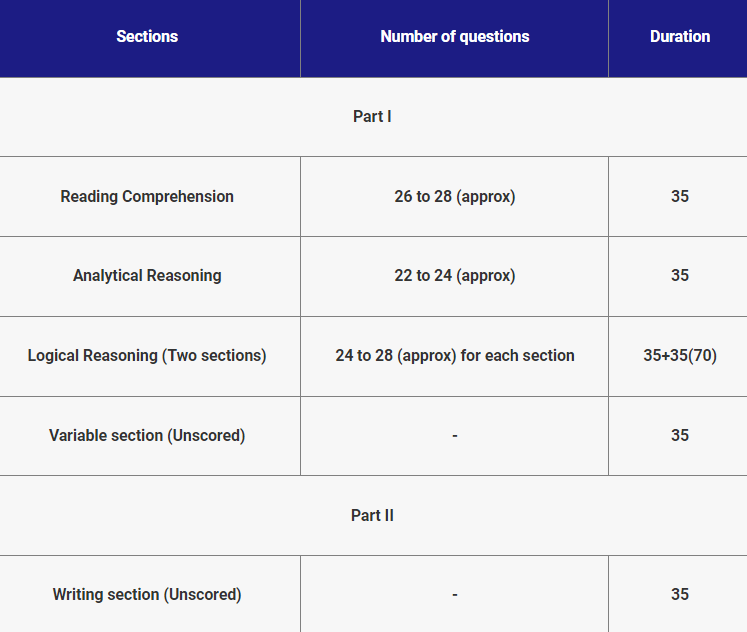 Sections Number of questions Duration
Part I
Reading Comprehension 26 to 28 (approx) 35
Analytical Reasoning 22 to 24 (approx) 35
Logical Reasoning (Two sections) 24 to 28 (approx) for each section 35+35(70)
Variable section (Unscored) - 35
Part II
Writing section (Unscored) - 35